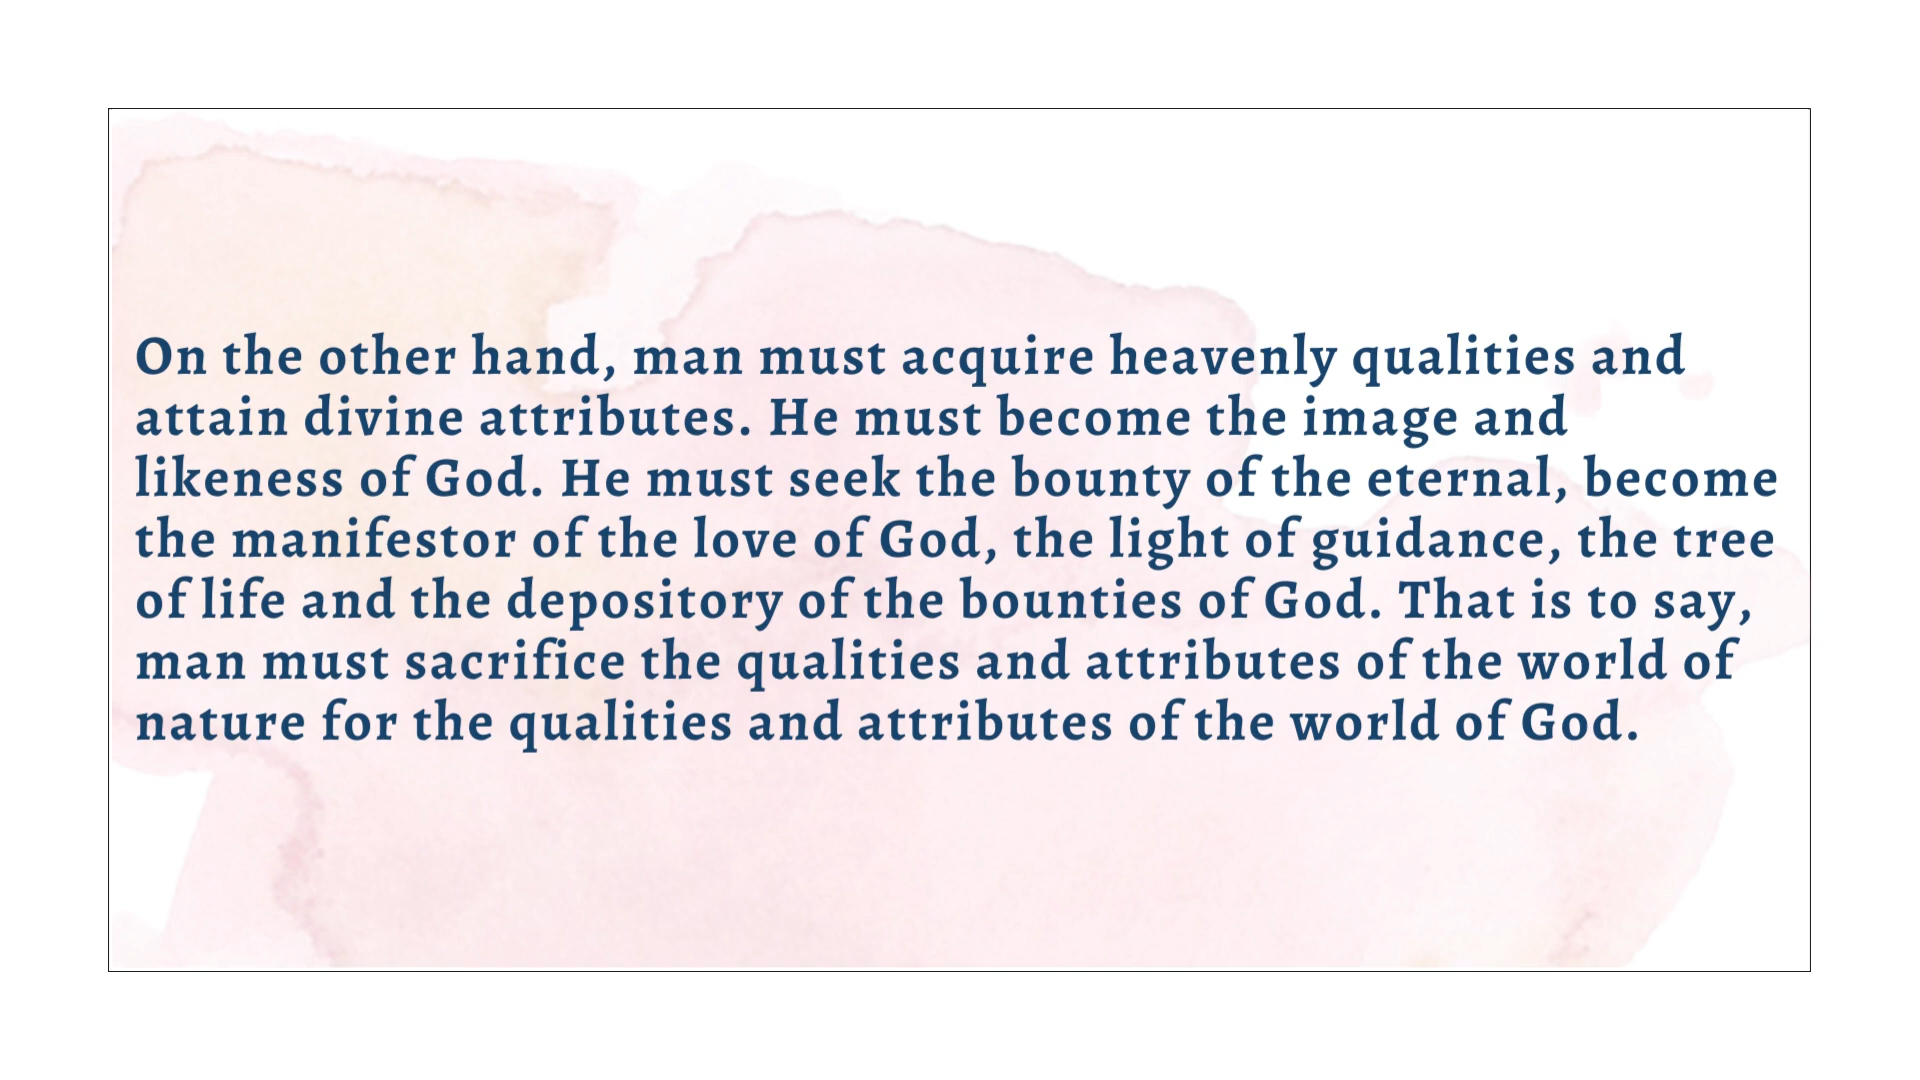 On the other hand, man must acquire heavenly qualities and
attain divine attributes. He must become the image and
likeness of God. He must seek the bounty of the eternal, become
the manifestor of the love of God, the light of guidance, the tree
of life and the depository of the bounties of God. That is to say,
man must sacrifice the qualities and attributes of the world of
nature for the qualities and attributes of the world of God.